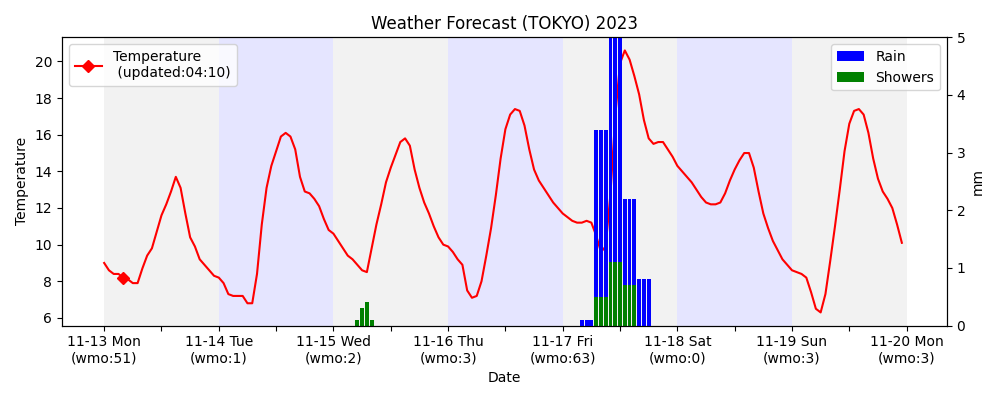 Weather Forecast (TOKYO) 2023
Temperature
(updated:04:10)
Rain
Showers
Temperature
20
18
16
14
12
10
8
6
5
4
3
2
1
0
mm
11-13 Mon
(wmo:51)
11-14 Tue
(wmo:1)
11-15 Wed
(wmo:2)
11-16 Thu
(wmo:3)
11-17 Fri
(wmo:63)
11-18 Sat
(wmo:0)
11-19 Sun
(wmo:3)
11-20 Mon
(wmo:3)
Date